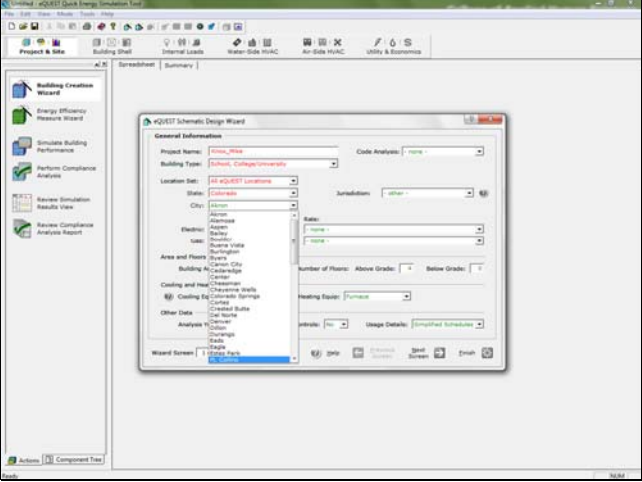 Untitled - eQUEST Quick Energy Simulation Tool
File Edit View Mode Tools Help
Project & Site
Building Shell
Internal Loads
Water-Side HVAC
Air-Side HVAC
Utility & Economics
Actions
Spreadsheet Summary
Building Creation
Wizard
Energy Efficiency
Measure Wizard
Simulate Building
Performance
Perform Compliance
Analysis
Review Simulation
Results View
Review Compliance
Analysis Report
eQUEST Schematic Design Wizard
General Information
Project Name: Knox_Mike
Code Analysis: - none -
Building Type: School, College/University
Location Set: All eQUEST Locations
State: Colorado
Jurisdiction: - other -
City: Akron
Akron
Alamosa
Aspen
Bailey
Boulder
Buena Vista
Burlington
Byers
Canon City
Cedaredge
Center
Cheesman
Cheyenne Wells
Colorado Springs
Cortez
Crested Butte
Del Norte
Denver
Dillon
Durango
Eads
Eagle
Estes Park
Ft. Collins
Rate:
Electric:
- none -
Gas:
- none -
Area and Floors
Building A
Number of Floors: Above Grade: 4 Below Grade: 0
Cooling and Hea
Cooling Eq
Heating Equip: Furnace
Other Data
Analysis Y
ntrols: No
Usage Details: Simplified Schedules
Wizard Screen 1
Help
Previous
Screen
Next
Screen
Finish
Actions Component Tree
Ready
NUM